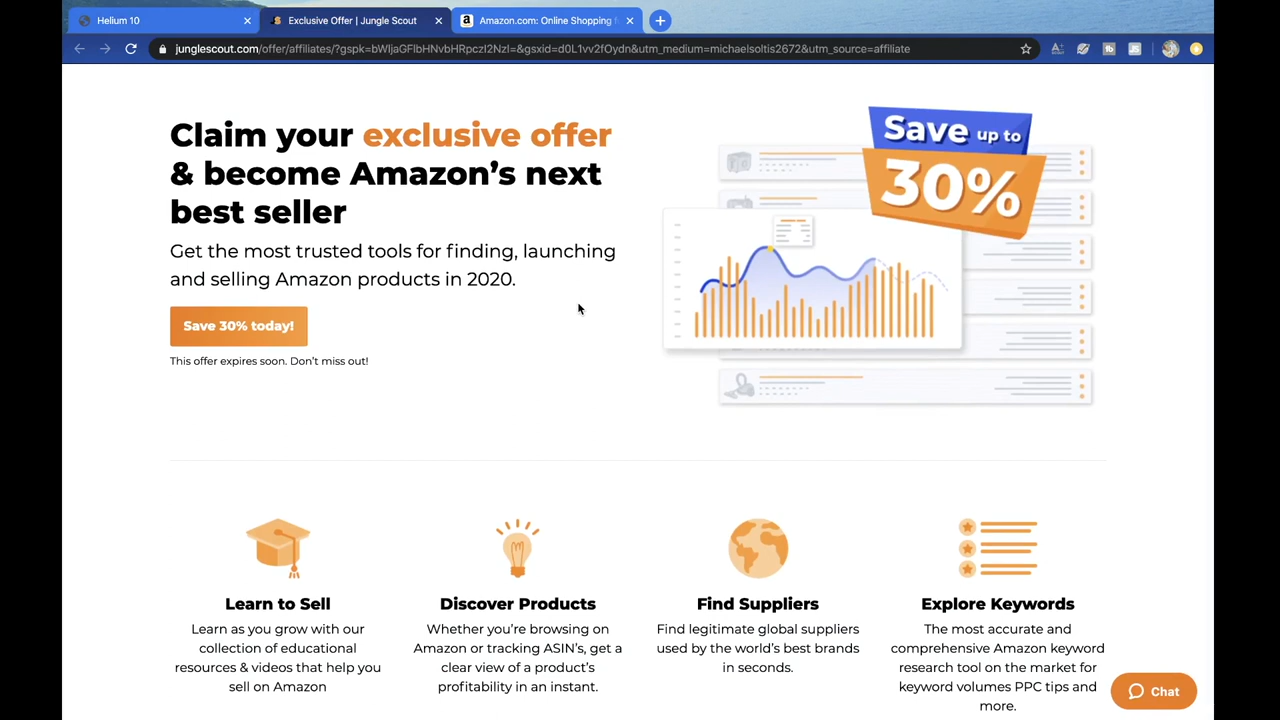 Helium 10
Exclusive Offer | Jungle Scout
Amazon.com: Online Shopping f
junglescout.com/offer/affiliates/?gspk=bWljaGFlbHNvbHRpczI2NzI=&gsxid=d0L1vv2fOydn&utm_medium=michaelsoltis2672&utm_source=affiliate
Claim your exclusive offer
& become Amazon's next
best seller
Get the most trusted tools for finding, launching
and selling Amazon products in 2020.
Save 30% today!
This offer expires soon. Don't miss out!
Save up to
30%
Learn to Sell
Learn as you grow with our
collection of educational
resources & videos that help you
sell on Amazon
Discover Products
Whether you're browsing on
Amazon or tracking ASIN's, get a
clear view of a product's
profitability in an instant.
Find Suppliers
Find legitimate global suppliers
used by the world's best brands
in seconds.
Explore Keywords
The most accurate and
comprehensive Amazon keyword
research tool on the market for
keyword volumes PPC tips and
more.
Chat